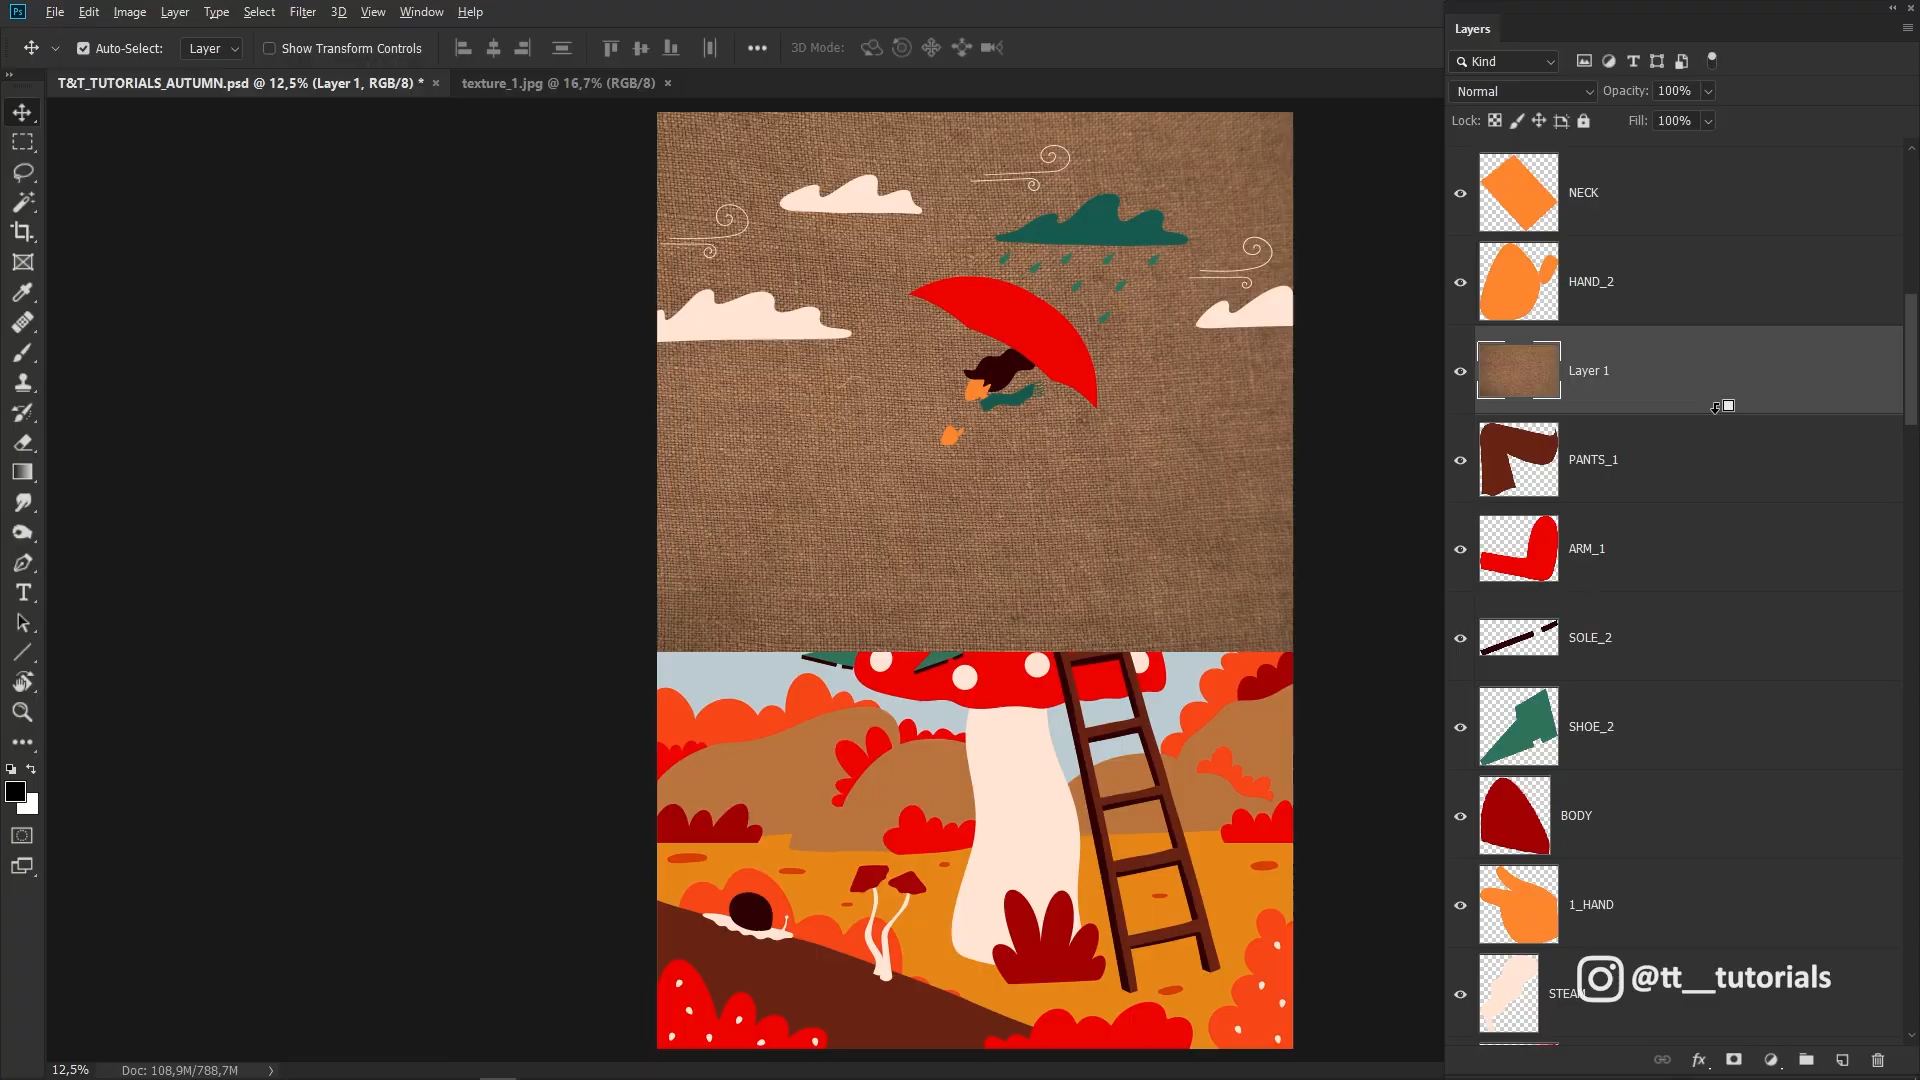 Ps File Edit Image Layer Type Select Filter 3D View Window Help
Auto-Select: Layer Show Transform Controls 3D Mode:
T&T_TUTORIALS_AUTUMN.psd @ 12,5% (Layer 1, RGB/8) * texture_1.jpg @ 16,7% (RGB/8)
Layers
Kind
Normal Opacity: 100%
Lock: Fill: 100%
NECK
HAND_2
Layer 1
PANTS_1
ARM_1
SOLE_2
SHOE_2
BODY
1_HAND
@tt__tutorials
STEAM
fx
12,5% Doc: 108,9M/788,7M